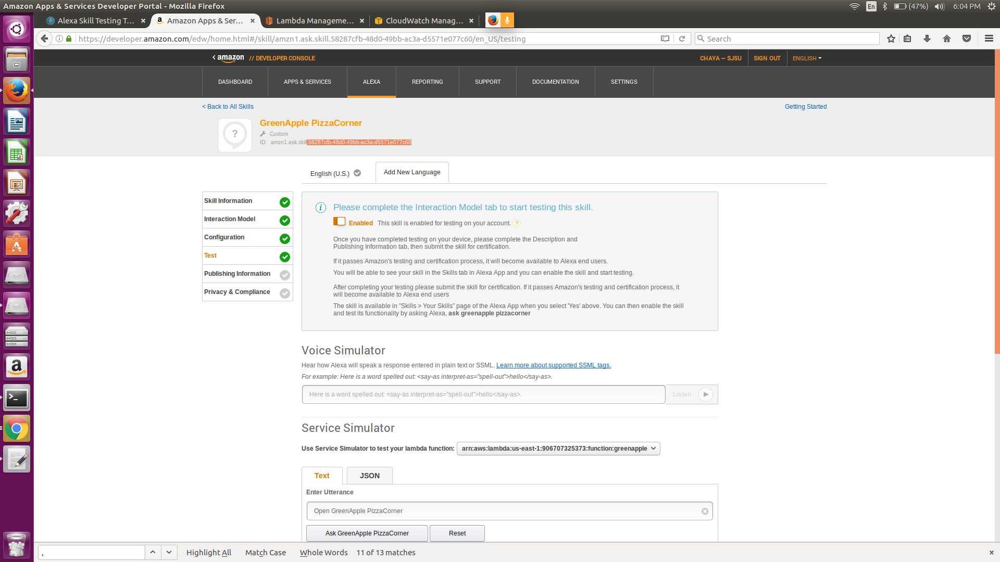 Amazon Apps & Services Developer Portal - Mozilla Firefox
En (47%) 6:04 PM
Alexa Skill Testing T... × Amazon Apps & Ser... × Lambda Manageme... × CloudWatch Manag... ×
https://developer.amazon.com/edw/home.html#/skill/amzn1.ask.skill.58287cfb-48d0-49bb-ac3a-d5571e077c60/en_US/testing
Search
< amazon // DEVELOPER CONSOLE
CHAYA — SJSU SIGN OUT ENGLISH
DASHBOARD APPS & SERVICES ALEXA REPORTING SUPPORT DOCUMENTATION SETTINGS
< Back to All Skills
Getting Started
?
GreenApple PizzaCorner
Custom
ID: amzn1.ask.skill.58287cfb-48d0-49bb-ac3a-d5571e077c60
English (U.S.)
Add New Language
Skill Information
Interaction Model
Configuration
Test
Publishing Information
Privacy & Compliance
i Please complete the Interaction Model tab to start testing this skill.
Enabled This skill is enabled for testing on your account. ?
Once you have completed testing on your device, please complete the Description and
Publishing Information tab, then submit the skill for certification.
If it passes Amazon's testing and certification process, it will become available to Alexa end users.
You will be able to see your skill in the Skills tab in Alexa App and you can enable the skill and start testing.
After completing your testing please submit the skill for certification. If it passes Amazon's testing and certification process, it
will become available to Alexa end users
The skill is available in "Skills > Your Skills" page of the Alexa App when you select 'Yes' above. You can then enable the skill
and test its functionality by asking Alexa, ask greenapple pizzacorner
Voice Simulator
Hear how Alexa will speak a response entered in plain text or SSML. Learn more about supported SSML tags.
For example: Here is a word spelled out: <say-as interpret-as="spell-out">hello</say-as>.
Here is a word spelled out: <say-as interpret-as="spell-out">hello</say-as>.
Listen
Service Simulator
Use Service Simulator to test your lambda function: arn:aws:lambda:us-east-1:906707325373:function:greenapple
Text JSON
Enter Utterance
Open GreenApple PizzaCorner
Ask GreenApple PizzaCorner Reset
, Highlight All Match Case Whole Words 11 of 13 matches ×